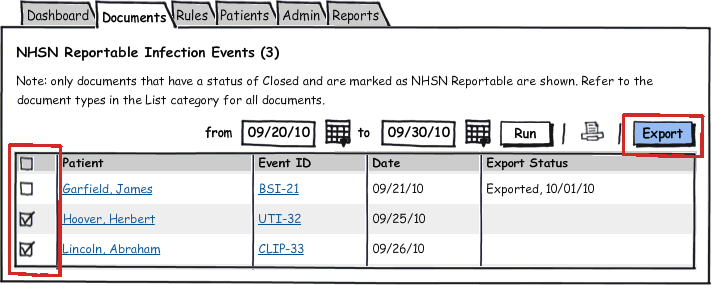 Dashboard Documents Rules Patients Admin Reports
NHSN Reportable Infection Events (3)
Note: only documents that have a status of Closed and are marked as NHSN Reportable are shown. Refer to the
document types in the List category for all documents.
from 09/20/10 to 09/30/10 Run | | Export
Patient Event ID Date Export Status
Garfield, James BSI-21 09/21/10 Exported, 10/01/10
Hoover, Herbert UTI-32 09/25/10
Lincoln, Abraham CLIP-33 09/26/10